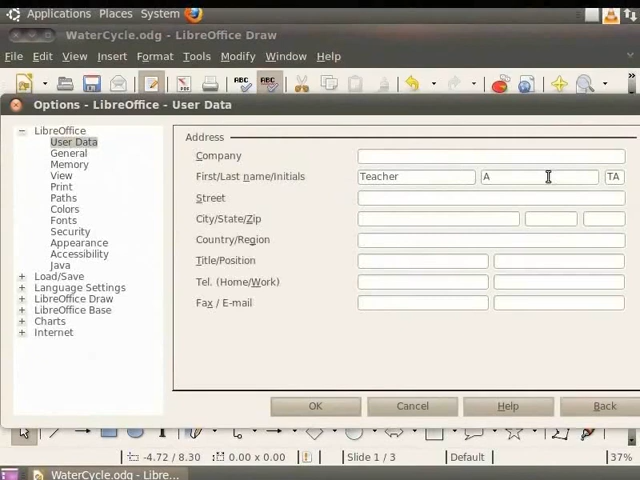 Applications Places System
WaterCycle.odg - LibreOffice Draw
File Edit View Insert Format Tools Modify Window Help
ABC ABC
Options - LibreOffice - User Data
LibreOffice
User Data
General
Memory
View
Print
Paths
Colors
Fonts
Security
Appearance
Accessibility
Java
Load/Save
Language Settings
LibreOffice Draw
LibreOffice Base
Charts
Internet
Address
Company
First/Last name/Initials Teacher A TA
Street
City/State/Zip
Country/Region
Title/Position
Tel. (Home/Work)
Fax / E-mail
OK Cancel Help Back
-4.72 / 8.30 0.00 x 0.00 Slide 1 / 3 Default 37%
WaterCycle.odg - Libre...